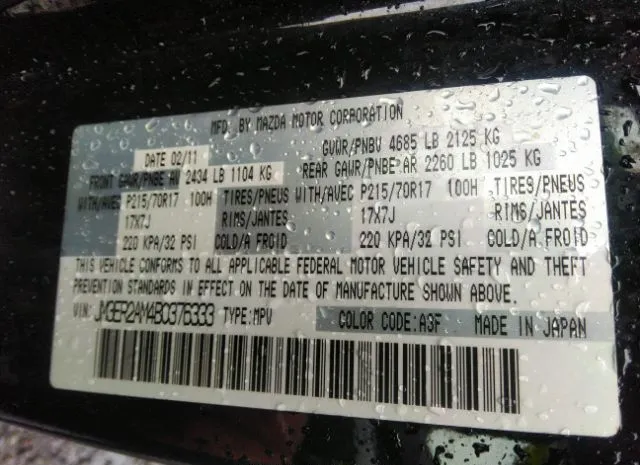 MFD. BY MAZDA MOTOR CORPORATION
DATE 02/11 GVWR/PNBV 4685 LB 2125 KG
FRONT GAWR/PNBE AV 2434 LB 1104 KG REAR GAWR/PNBE AR 2260 LB 1025 KG
WITH/AVEC P215/70R17 100H TIRES/PNEUS WITH/AVEC P215/70R17 100H TIRES/PNEUS
17X7J RIMS/JANTES 17X7J RIMS/JANTES
220 KPA/32 PSI COLD/A FROID 220 KPA/32 PSI COLD/A FROID
THIS VEHICLE CONFORMS TO ALL APPLICABLE FEDERAL MOTOR VEHICLE SAFETY AND THEFT
PREVENTION STANDARDS IN EFFECT ON THE DATE OF MANUFACTURE SHOWN ABOVE.
VIN: JM3ER2AM4B0376333 TYPE:MPV COLOR CODE:A3F MADE IN JAPAN